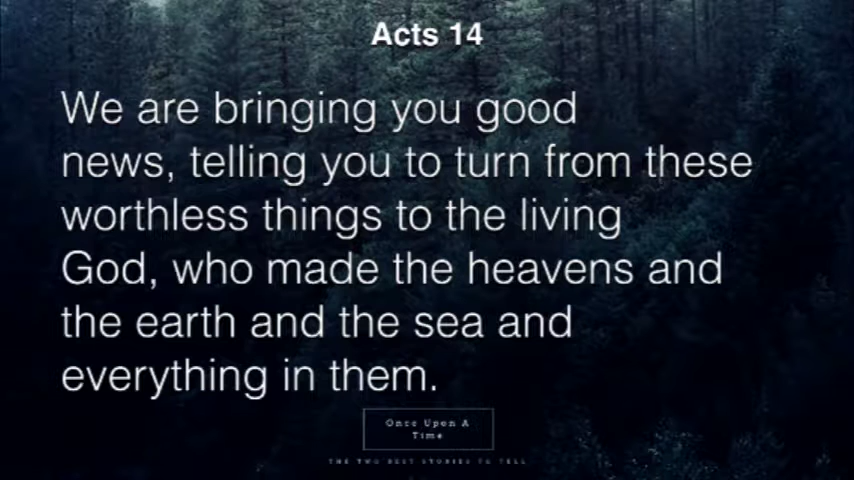 Acts 14
We are bringing you good
news, telling you to turn from these
worthless things to the living
God, who made the heavens and
the earth and the sea and
everything in them.
Once Upon A
Time
THE TWO BEST STORIES TO TELL